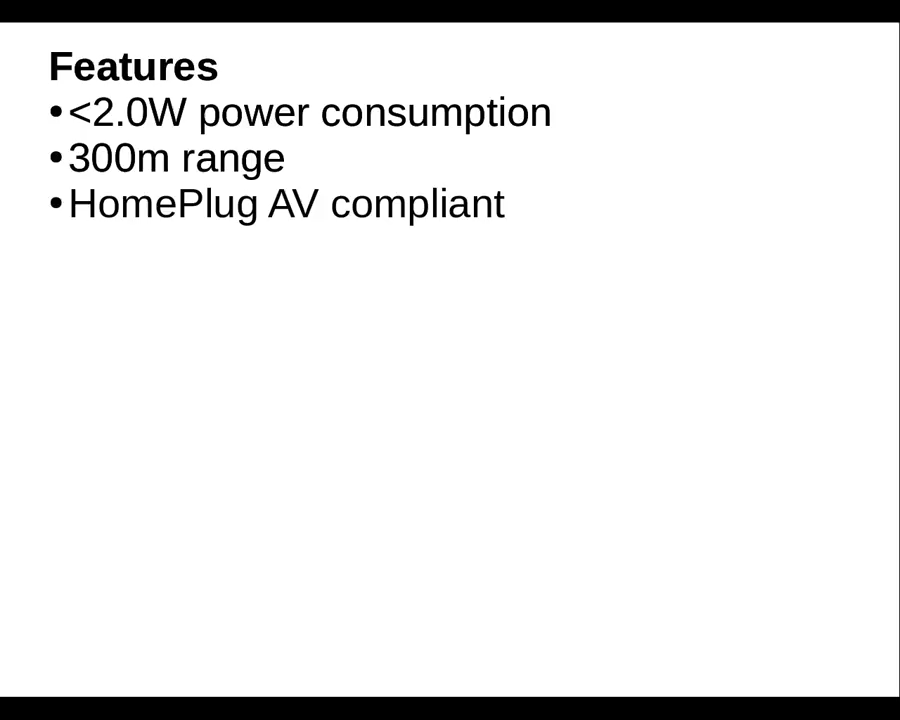 Features
•<2.0W power consumption
•300m range
•HomePlug AV compliant